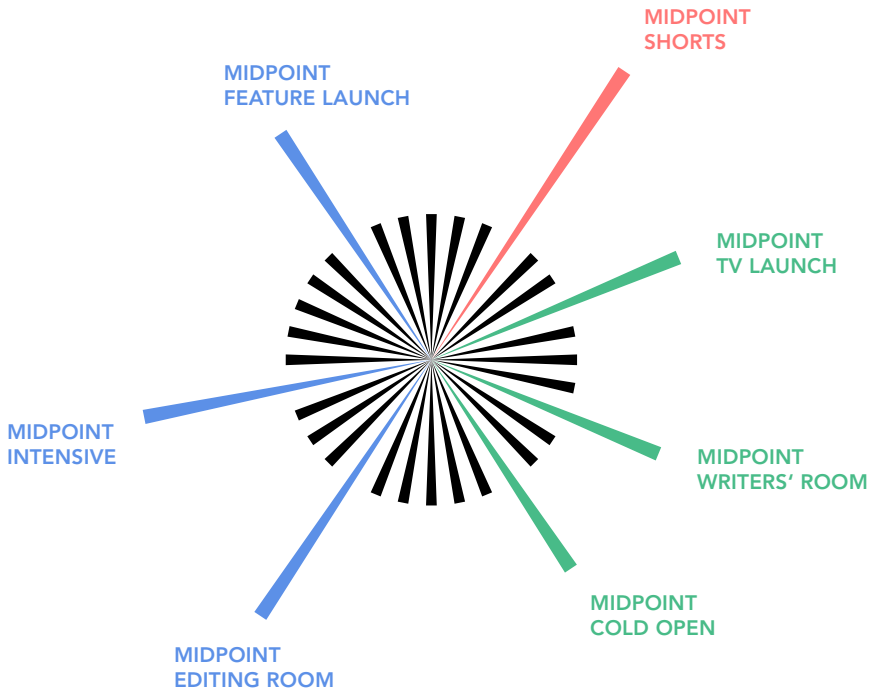 MIDPOINT
SHORTS
MIDPOINT
FEATURE LAUNCH
MIDPOINT
TV LAUNCH
MIDPOINT
INTENSIVE
MIDPOINT
WRITERS’ ROOM
MIDPOINT
COLD OPEN
MIDPOINT
EDITING ROOM